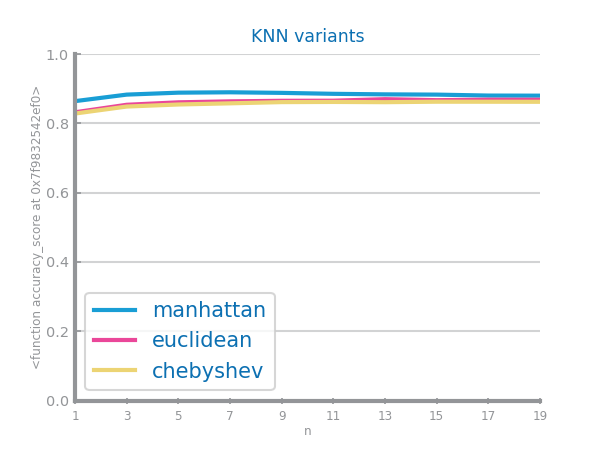 KNN variants
<function accuracy_score at 0x7f9832542ef0>
1.0
0.8
0.6
0.4
0.2
0.0
manhattan
euclidean
chebyshev
1 3 5 7 9 11 13 15 17 19
n